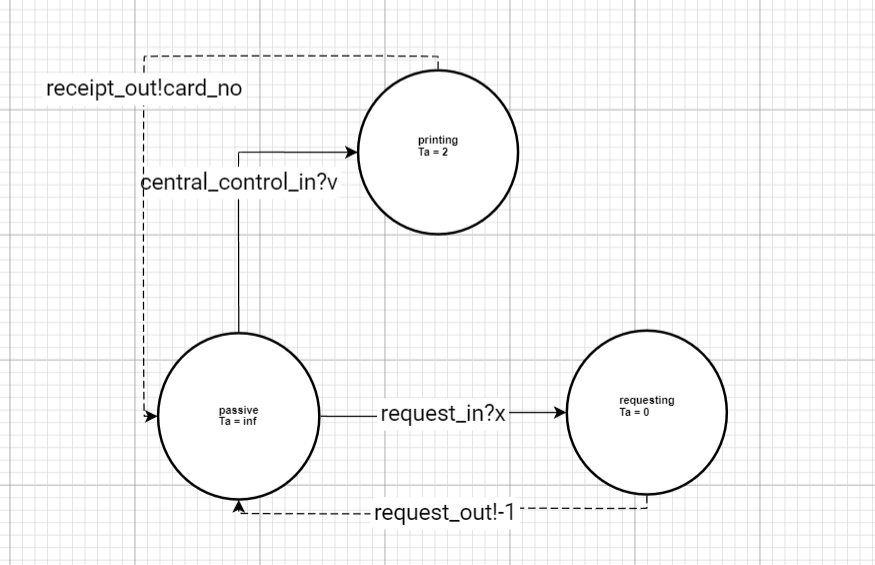 receipt_out!card_no
printing
Ta = 2
central_control_in?v
passive
Ta = inf
request_in?x
requesting
Ta = 0
request_out!-1